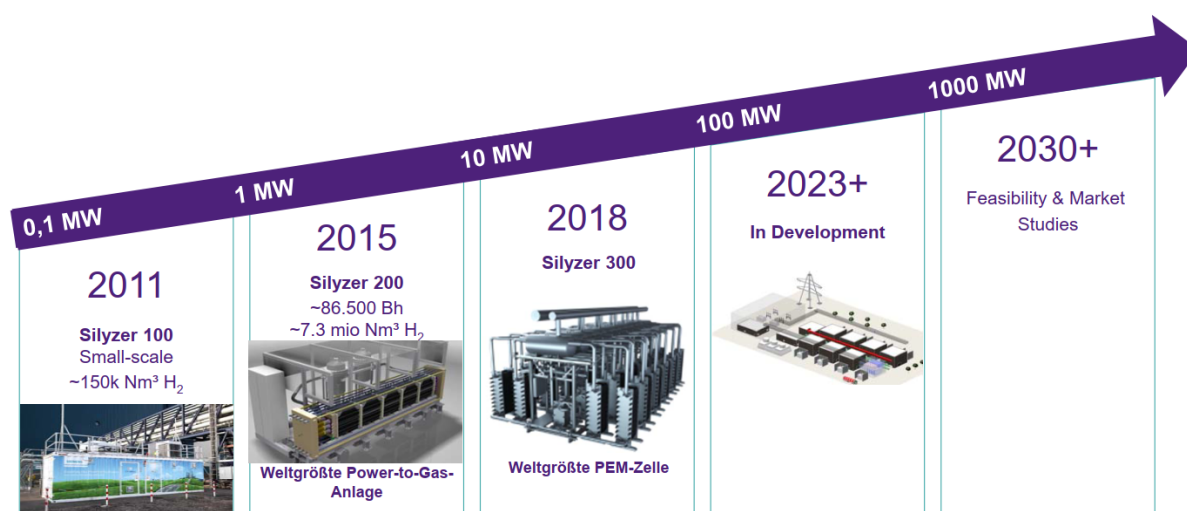 0,1 MW
1 MW
10 MW
100 MW
1000 MW
2011
Silyzer 100
Small-scale
~150k Nm³ H₂
2015
Silyzer 200
~86.500 Bh
~7.3 mio Nm³ H₂
Weltgrößte Power-to-Gas-
Anlage
2018
Silyzer 300
Weltgrößte PEM-Zelle
2023+
In Development
2030+
Feasibility & Market
Studies